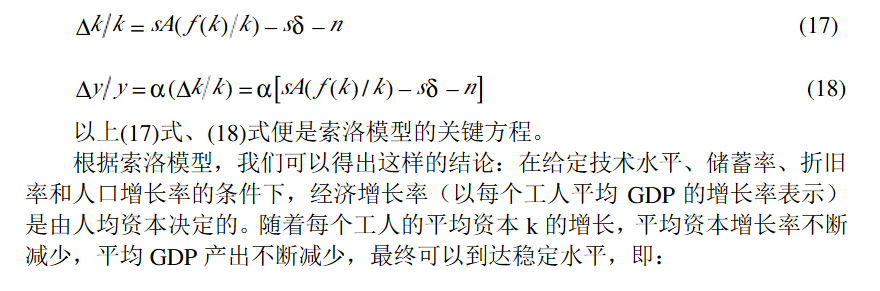 Δk/k = sA(f(k)/k) − sδ − n (17)
Δy/y = α(Δk/k) = α[sA(f(k)/k) − sδ − n] (18)
以上(17)式、(18)式便是索洛模型的关键方程。
根据索洛模型，我们可以得出这样的结论：在给定技术水平、储蓄率、折旧
率和人口增长率的条件下，经济增长率（以每个工人平均 GDP 的增长率表示）
是由人均资本决定的。随着每个工人的平均资本 k 的增长，平均资本增长率不断
减少，平均 GDP 产出不断减少，最终可以到达稳定水平，即：